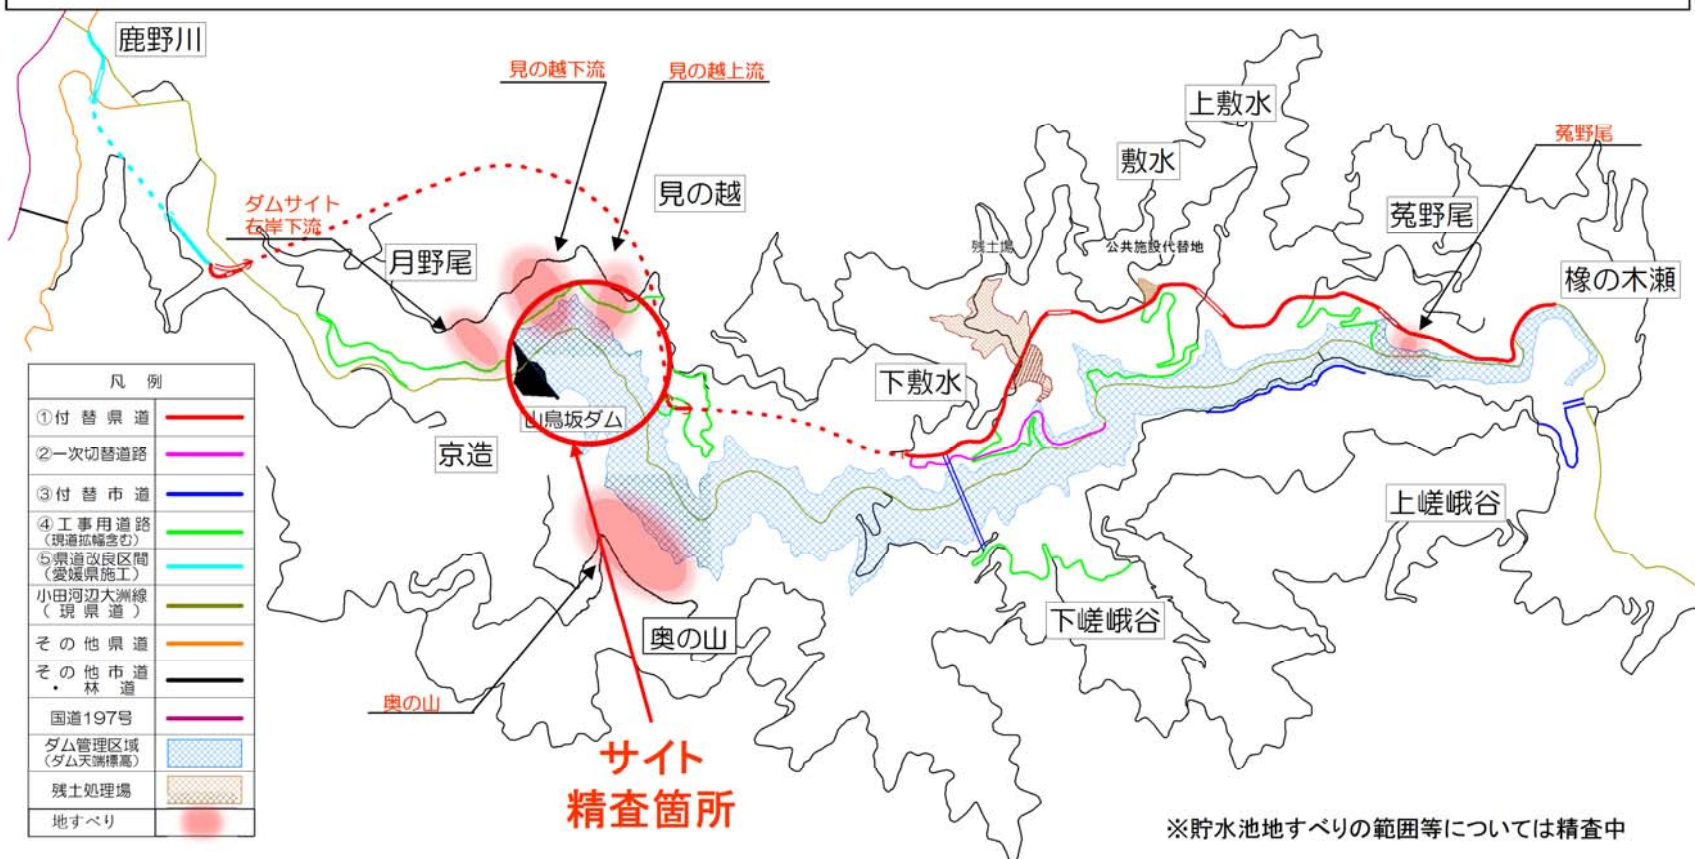 鹿野川
見の越下流
見の越上流
上敷水
敷水
菟野尾
見の越
菟野尾
ダムサイト
右岸下流
月野尾
残土場
公共施設代替地
橡の木瀬
下敷水
山鳥坂ダム
京造
上嵯峨谷
下嵯峨谷
奥の山
奥の山
サイト
精査箇所
凡 例
①付替県道
②一次切替道路
③付替市道
④工事用道路
(現道拡幅含む)
⑤県道改良区間
(愛媛県施工)
小田河辺大洲線
(現県道)
その他県道
その他市道
・林道
国道197号
ダム管理区域
(ダム天端標高)
残土処理場
地すべり
※貯水池地すべりの範囲等については精査中